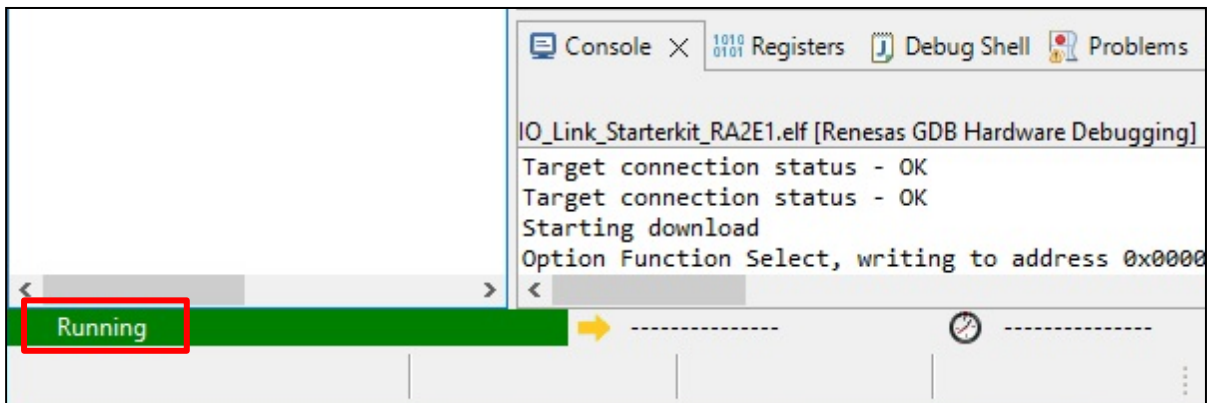 Console Registers Debug Shell Problems
IO_Link_Starterkit_RA2E1.elf [Renesas GDB Hardware Debugging]
Target connection status - OK
Target connection status - OK
Starting download
Option Function Select, writing to address 0x0000
Running --------------- ---------------